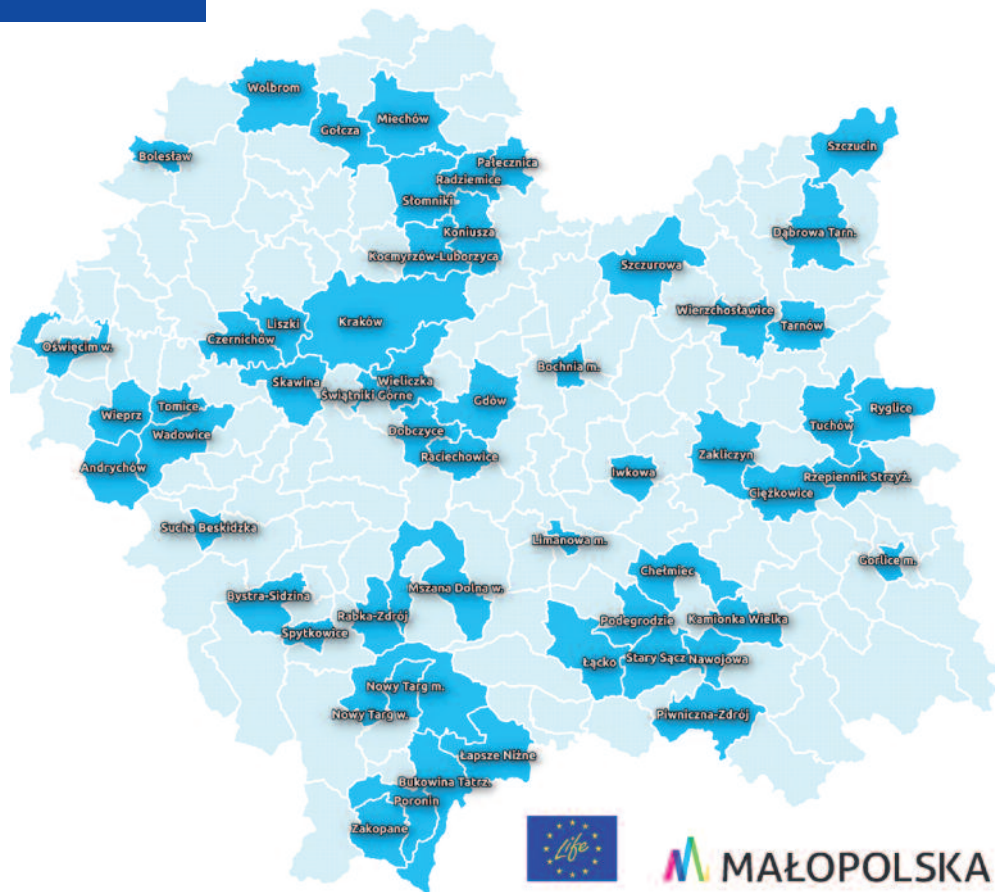 Wolbrom
Miechów
Gołcza
Szczucin
Bolesław
Pałecznica
Radziemice
Słomniki
Koniusza
Dąbrowa Tarn.
Kocmyrzów-Luborzyca
Szczurowa
Wierzchosławice
Kraków
Liszki
Tarnów
Czernichów
Oświęcim w.
Bochnia m.
Skawina
Wieliczka
Świątniki Górne
Gdów
Tomice
Wieprz
Ryglice
Tuchów
Dobczyce
Wadowice
Zakliczyn
Raciechowice
Andrychów
Iwkowa
Rzepiennik Strzyż.
Ciężkowice
Sucha Beskidzka
Limanowa m.
Gorlice m.
Chełmiec
Mszana Dolna w.
Bystra-Sidzina
Rabka-Zdrój
Podegrodzie
Kamionka Wielka
Spytkowice
Łącko
Stary Sącz
Nawojowa
Nowy Targ m.
Nowy Targ w.
Piwniczna-Zdrój
Łapsze Niżne
Bukowina Tatrz.
Poronin
Zakopane
Life
MAŁOPOLSKA